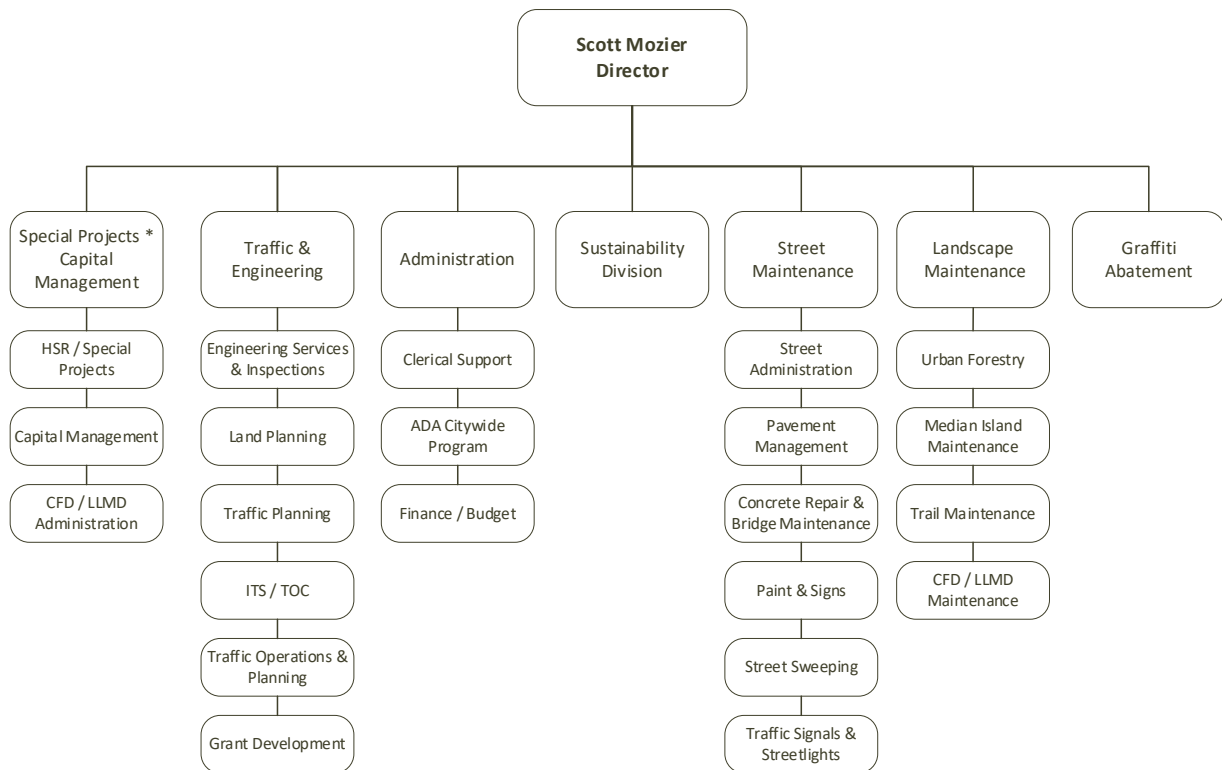 Scott Mozier
Director
Special Projects *
Capital
Management
Traffic &
Engineering
Administration
Sustainability
Division
Street
Maintenance
Landscape
Maintenance
Graffiti
Abatement
HSR / Special
Projects
Engineering Services
& Inspections
Clerical Support
Street
Administration
Urban Forestry
Capital Management
Land Planning
ADA Citywide
Program
Pavement
Management
Median Island
Maintenance
CFD / LLMD
Administration
Traffic Planning
Finance / Budget
Concrete Repair &
Bridge Maintenance
Trail Maintenance
ITS / TOC
Paint & Signs
CFD / LLMD
Maintenance
Traffic Operations &
Planning
Street Sweeping
Grant Development
Traffic Signals &
Streetlights